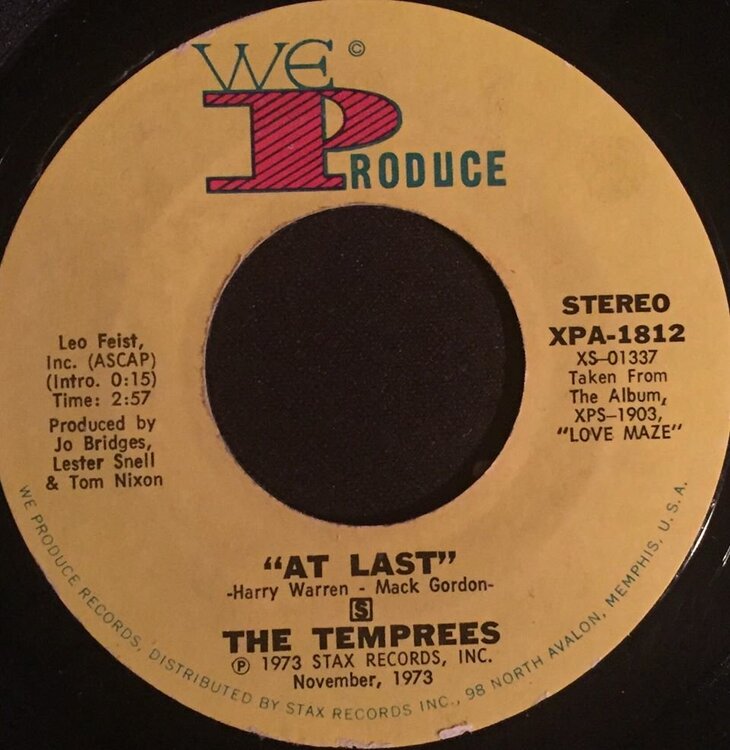 WE ©
PRODUCE
Leo Feist,
Inc. (ASCAP)
(Intro. 0:15)
Time: 2:57
Produced by
Jo Bridges,
Lester Snell
& Tom Nixon
STEREO
XPA-1812
XS-01337
Taken From
The Album,
XPS-1903,
"LOVE MAZE"
"AT LAST"
-Harry Warren - Mack Gordon-
S
THE TEMPREES
℗ 1973 STAX RECORDS, INC.
November, 1973
WE PRODUCE RECORDS, DISTRIBUTED BY STAX RECORDS INC., 98 NORTH AVALON, MEMPHIS, U.S.A.